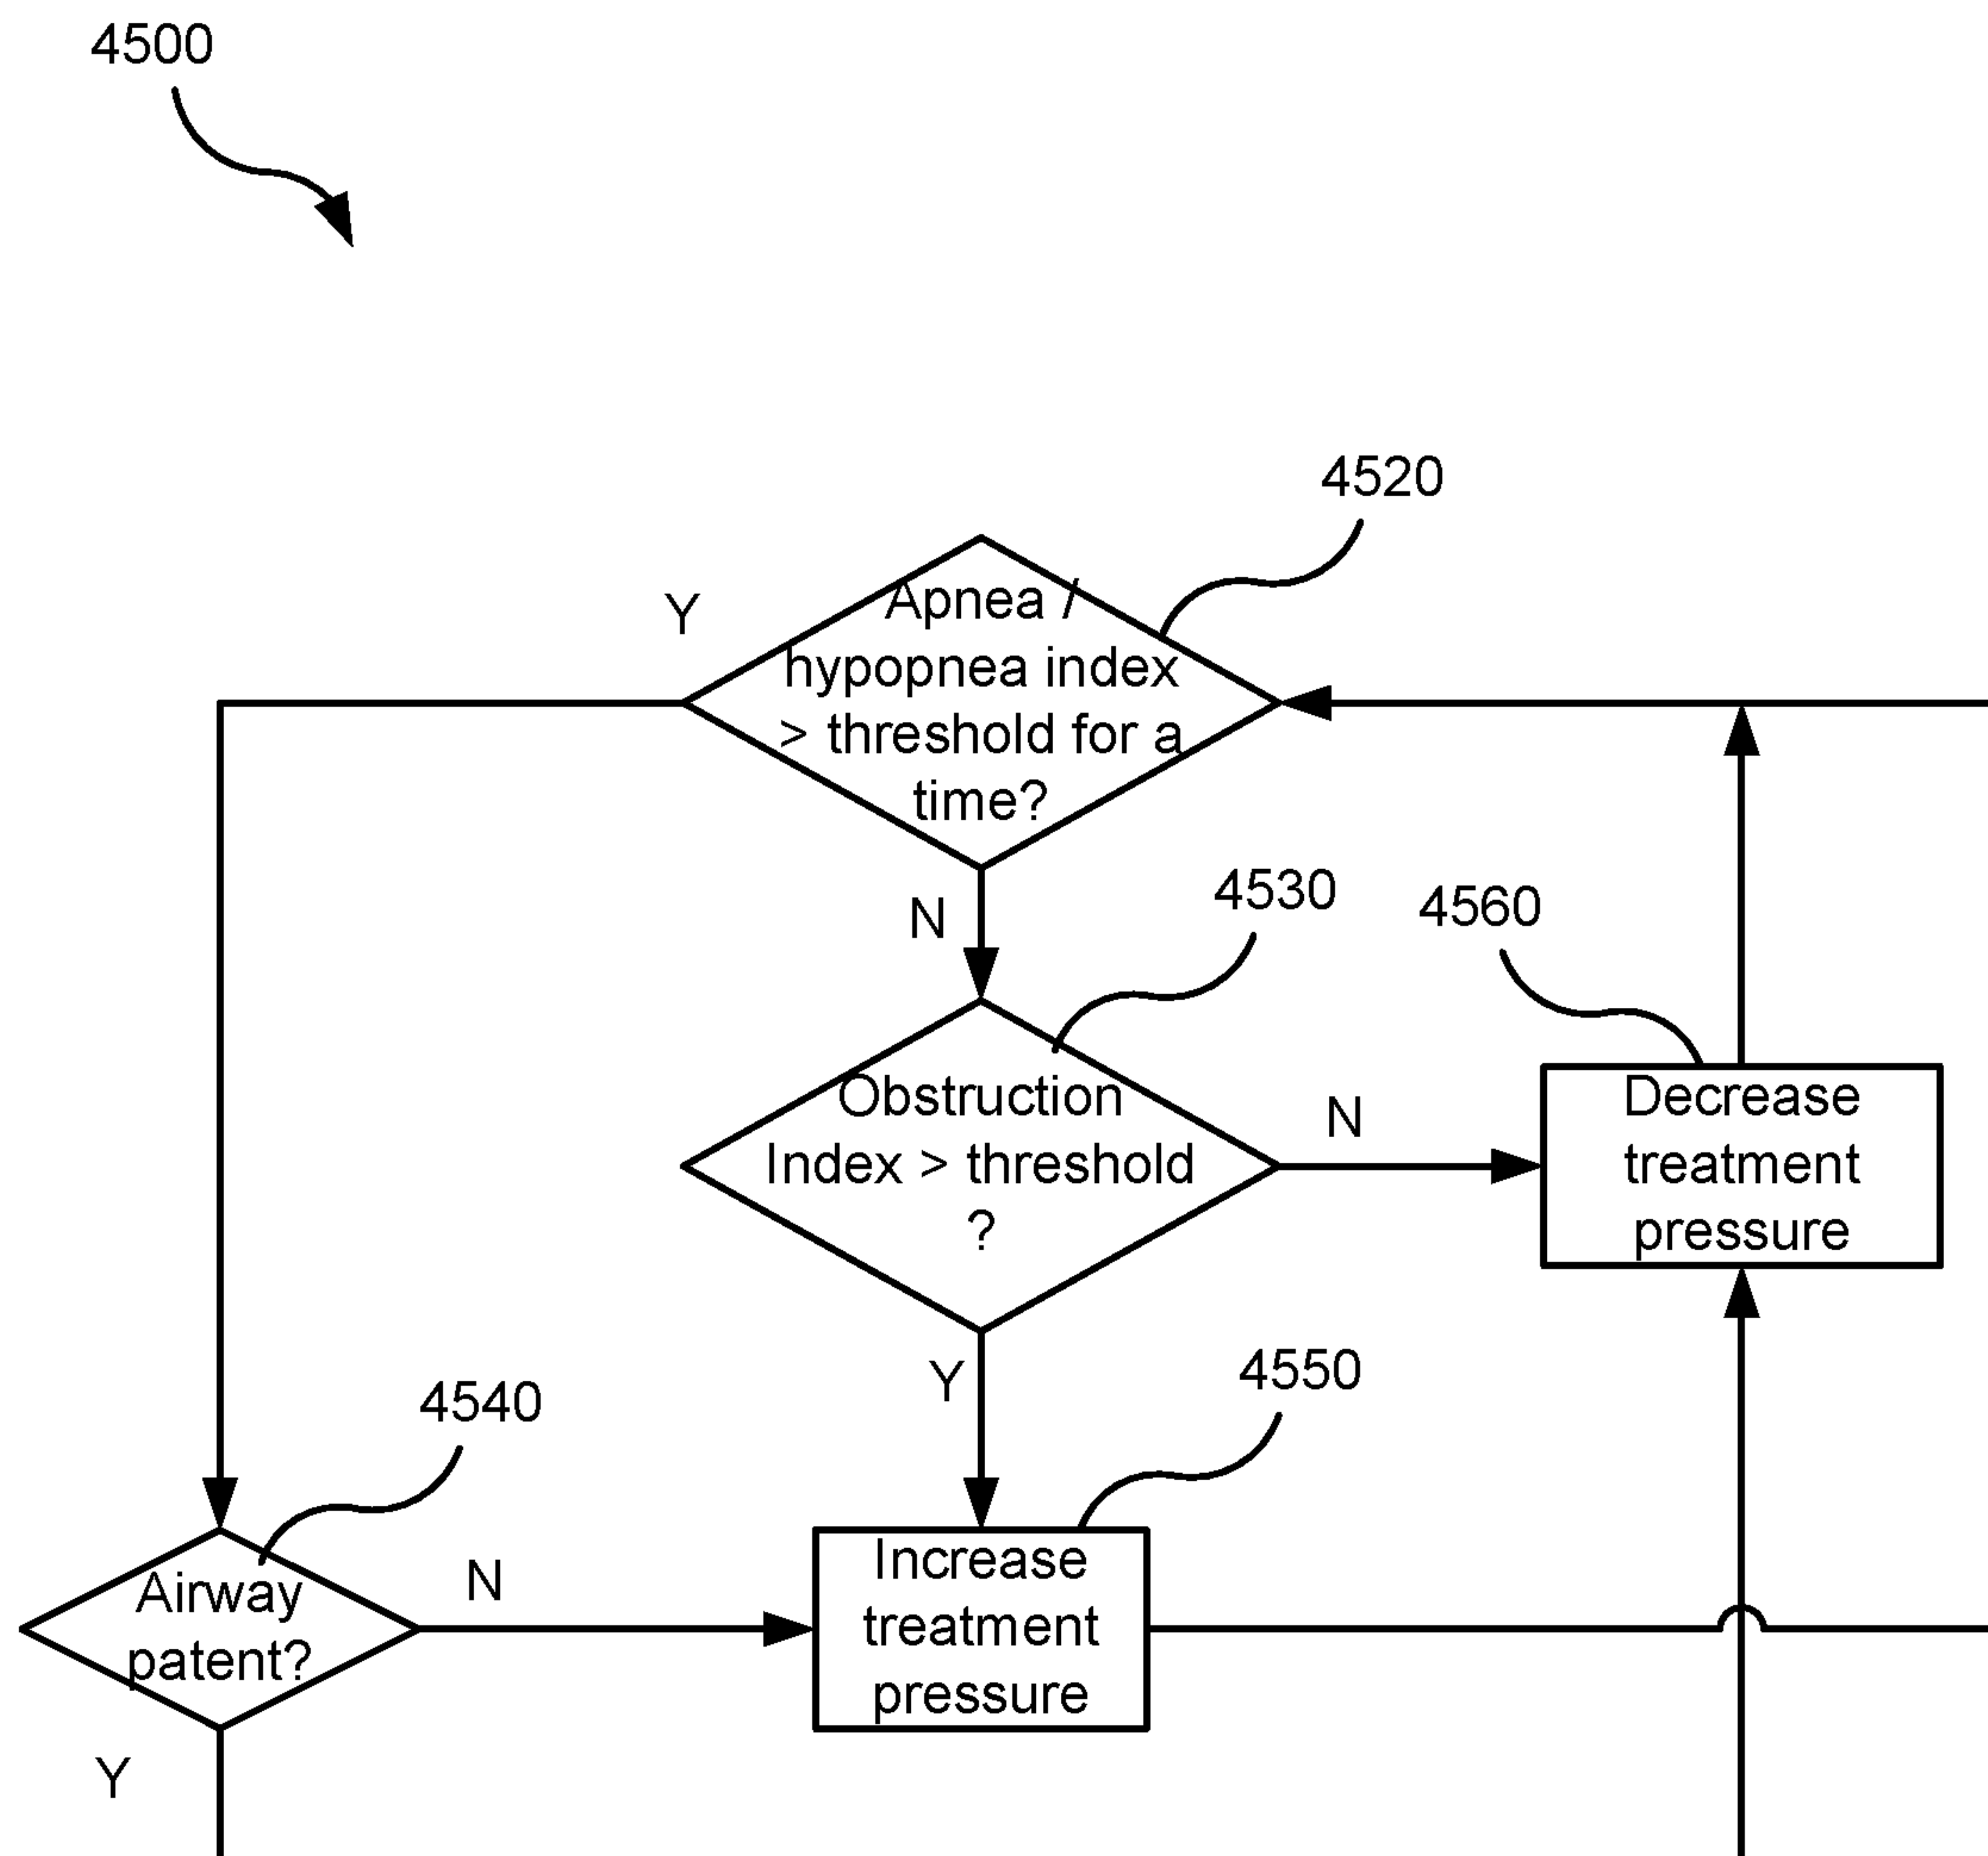 4500
4520
Y
Apnea /
hypopnea index
> threshold for a
time?
N
4530
4560
Obstruction
Index > threshold
?
N
Decrease
treatment
pressure
Y
4550
4540
Airway
patent?
N
Increase
treatment
pressure
Y